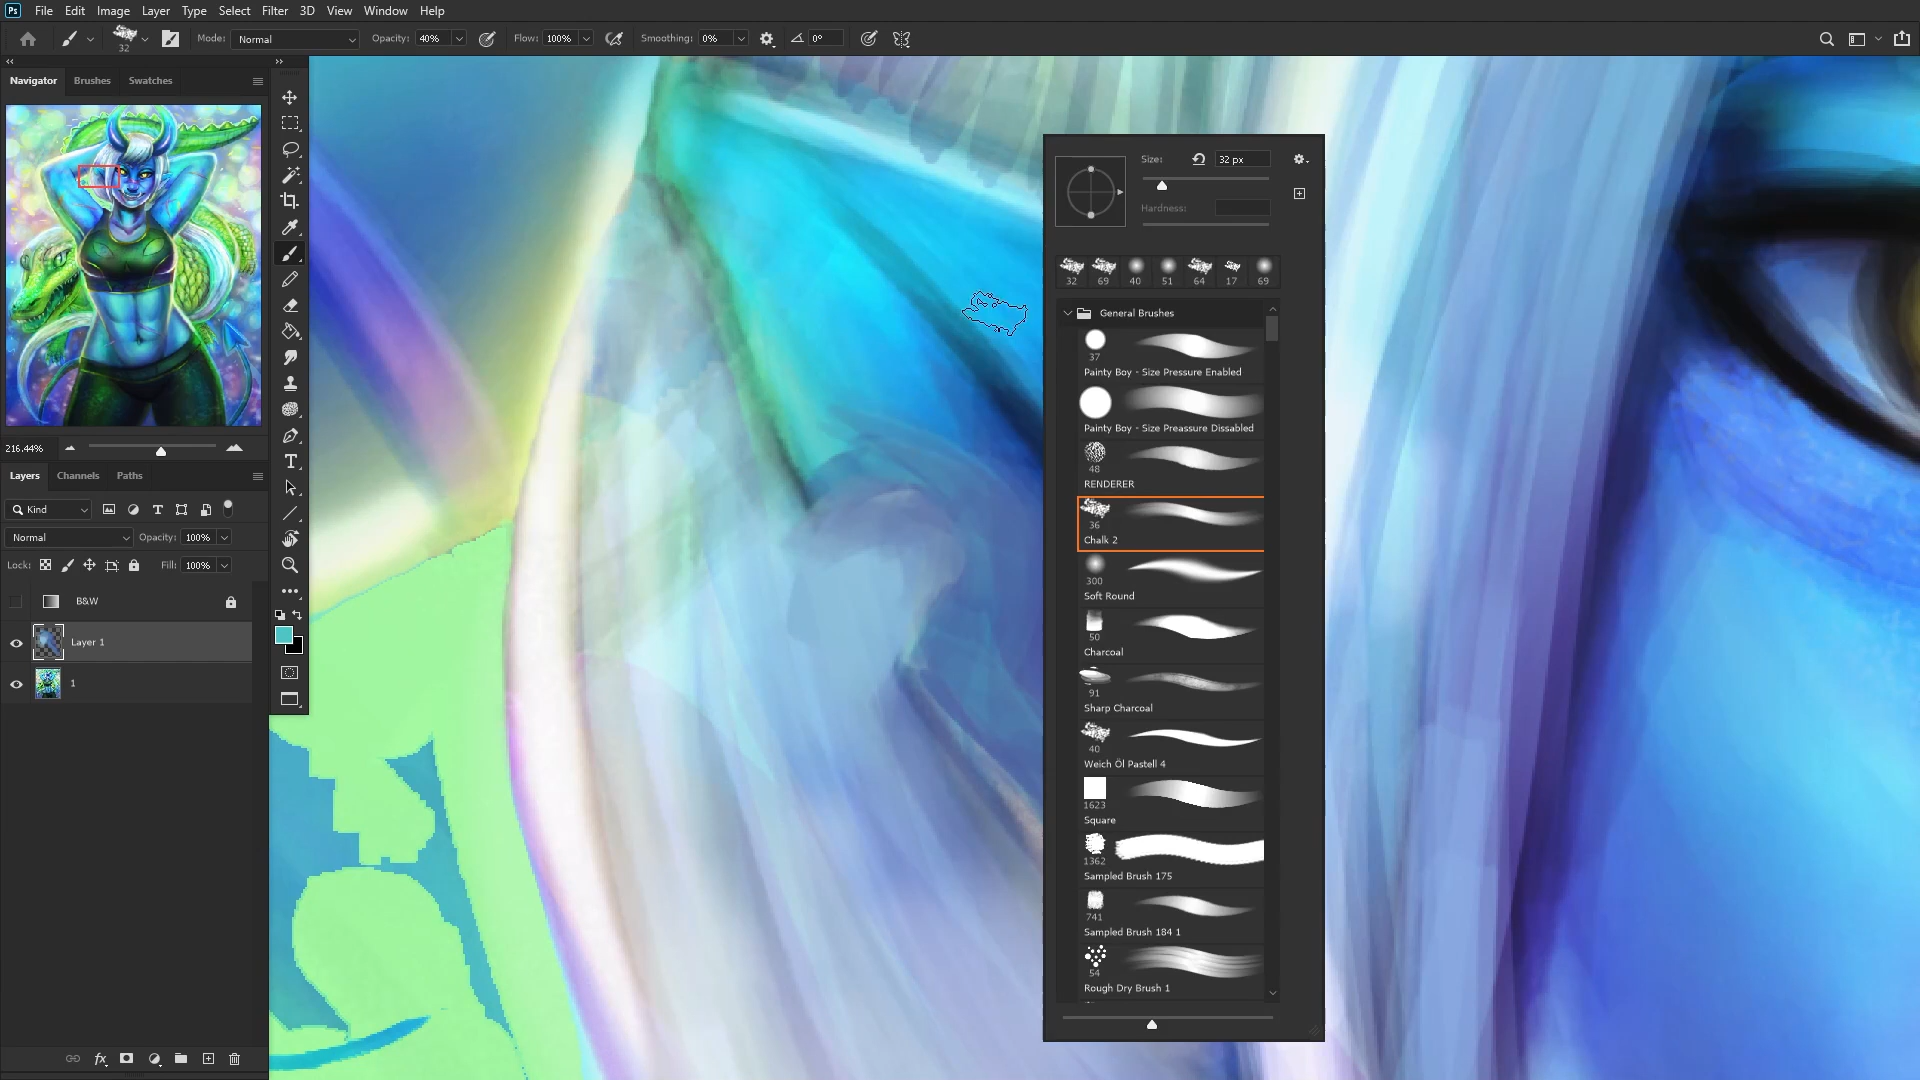 Ps File Edit Image Layer Type Select Filter 3D View Window Help
32 Mode: Normal Opacity: 40% Flow: 100% Smoothing: 0% 0°
Navigator Brushes Swatches
216.44%
Layers Channels Paths
Kind
Normal Opacity: 100%
Lock: Fill: 100%
B&W
Layer 1
1
fx
Size: 32 px
Hardness:
32 69 40 51 64 17 69
General Brushes
37
Painty Boy - Size Pressure Enabled
Painty Boy - Size Preassure Dissabled
48
RENDERER
36
Chalk 2
300
Soft Round
50
Charcoal
91
Sharp Charcoal
40
Weich Öl Pastell 4
1623
Square
1362
Sampled Brush 175
741
Sampled Brush 184 1
54
Rough Dry Brush 1